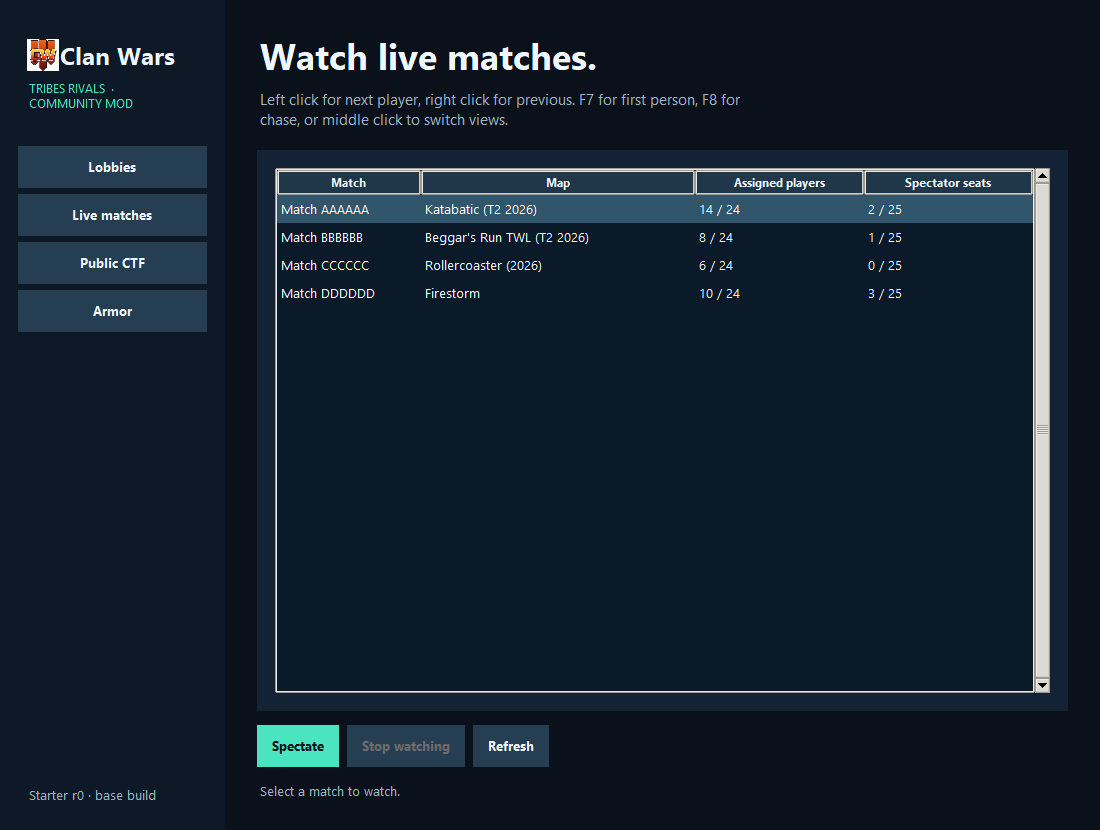 CW
Clan Wars
TRIBES RIVALS ·
COMMUNITY MOD
Lobbies
Live matches
Public CTF
Armor
Starter r0 · base build
Watch live matches.
Left click for next player, right click for previous. F7 for first person, F8 for
chase, or middle click to switch views.
Match Map Assigned players Spectator seats
Match AAAAAA Katabatic (T2 2026) 14 / 24 2 / 25
Match BBBBBB Beggar's Run TWL (T2 2026) 8 / 24 1 / 25
Match CCCCCC Rollercoaster (2026) 6 / 24 0 / 25
Match DDDDDD Firestorm 10 / 24 3 / 25
Spectate Stop watching Refresh
Select a match to watch.